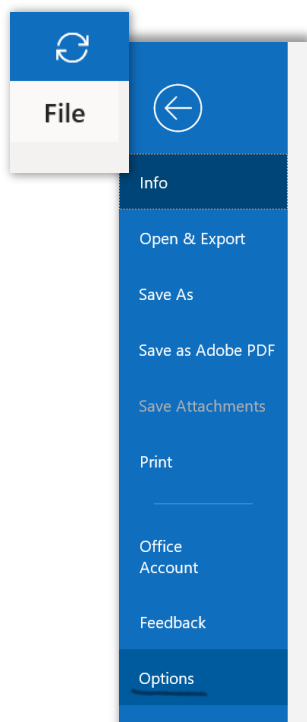 File
Info
Open & Export
Save As
Save as Adobe PDF
Save Attachments
Print
Office
Account
Feedback
Options